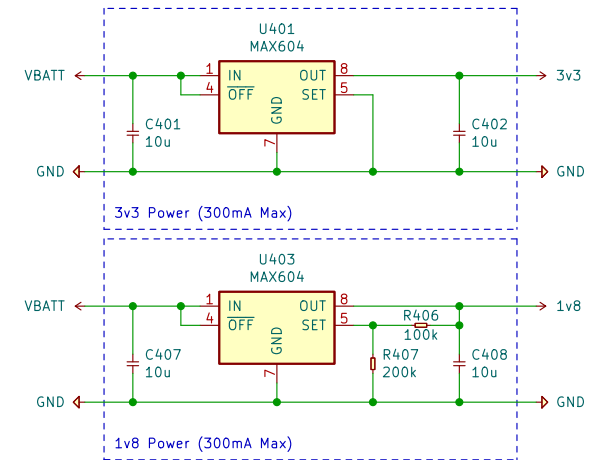 U401
MAX604
VBATT 1 IN OUT 8 3v3
4 OFF SET 5
GND
C401 C402
10u 10u
7
GND GND
3v3 Power (300mA Max)
U403
MAX604
VBATT 1 IN OUT 8 1v8
R406
4 OFF SET 5
100k
GND
C407 R407 C408
10u 200k 10u
7
GND GND
1v8 Power (300mA Max)